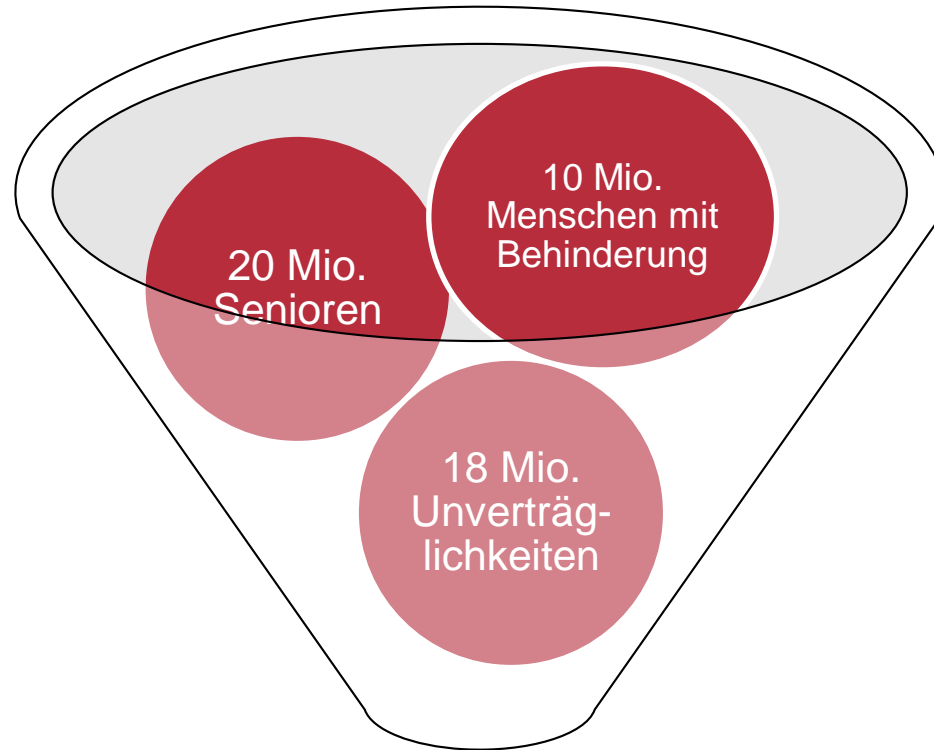 10 Mio.
Menschen mit
Behinderung
20 Mio.
Senioren
18 Mio.
Unverträg-
lichkeiten